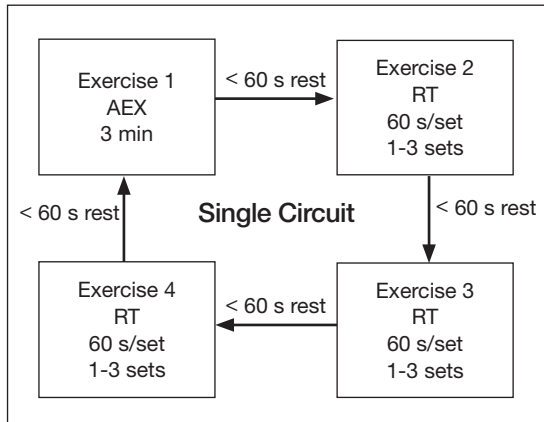 Exercise 1
AEX
3 min
< 60 s rest
Exercise 2
RT
60 s/set
1-3 sets
< 60 s rest
Single Circuit
< 60 s rest
Exercise 4
RT
60 s/set
1-3 sets
< 60 s rest
Exercise 3
RT
60 s/set
1-3 sets